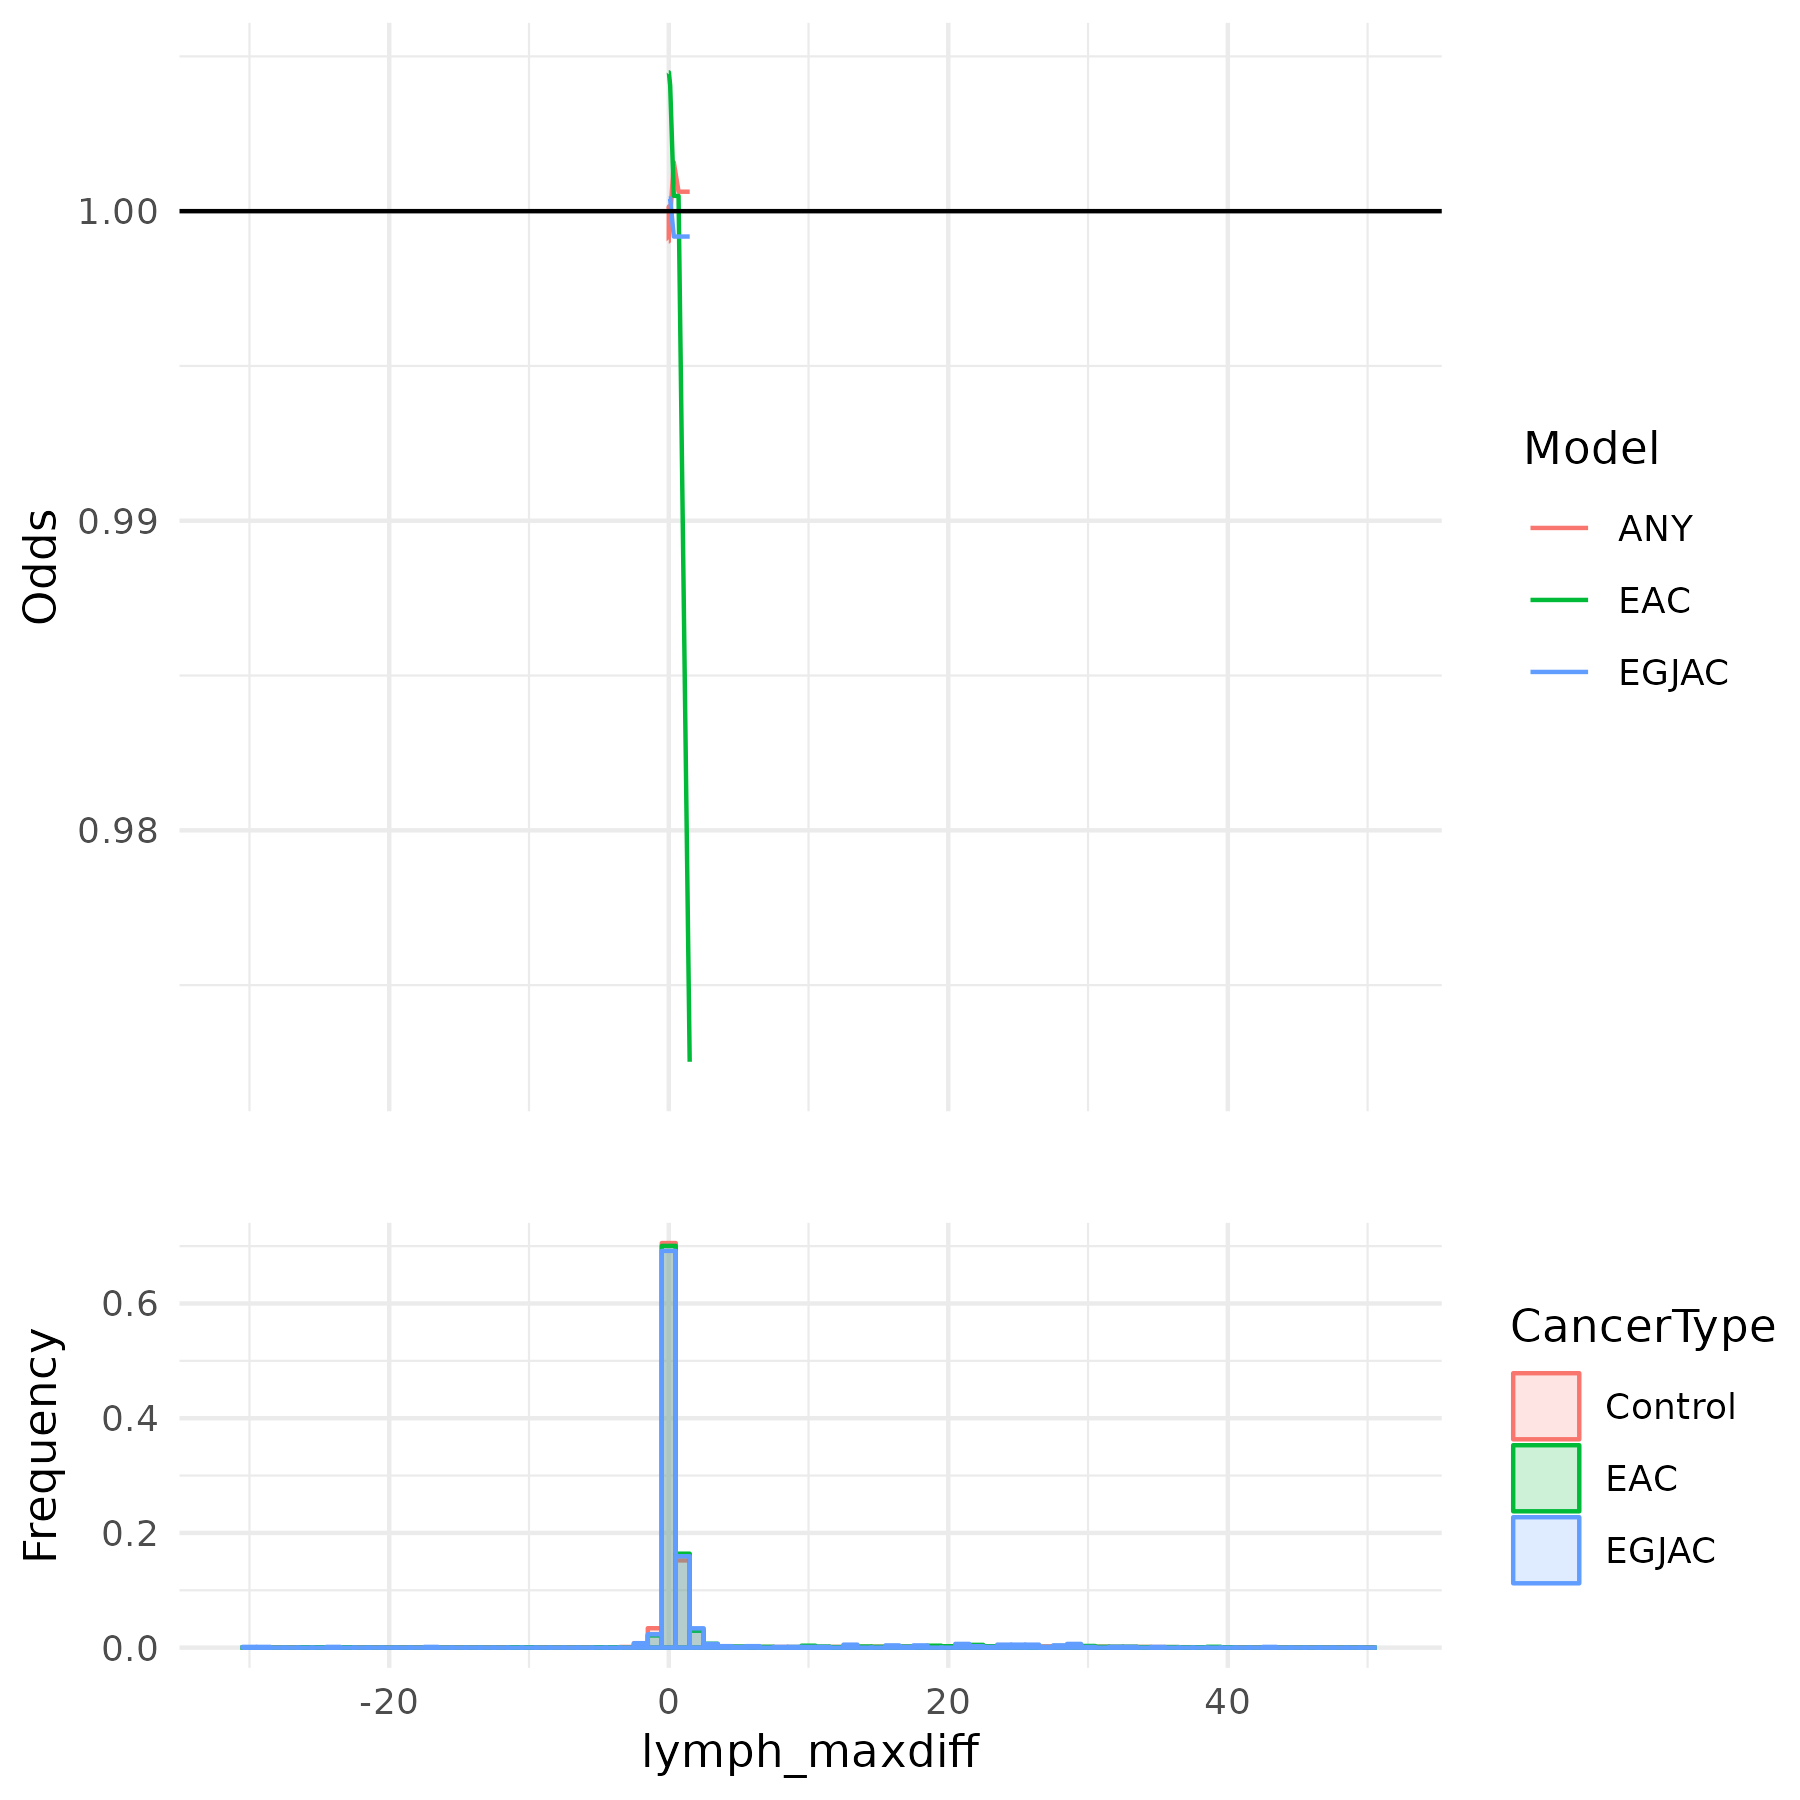 1.00
0.99
0.98
Odds
Model
ANY
EAC
EGJAC
0.6
0.4
0.2
0.0
Frequency
-20
0
20
40
lymph_maxdiff
CancerType
Control
EAC
EGJAC